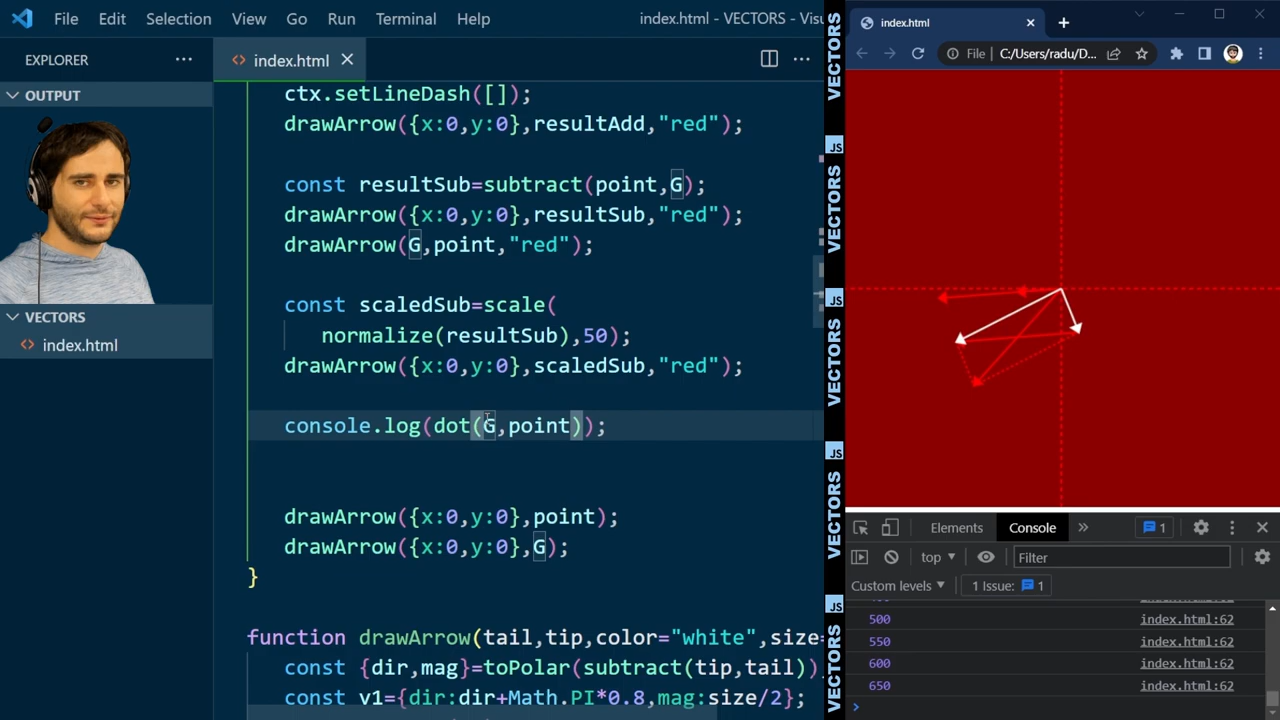 File Edit Selection View Go Run Terminal Help
index.html - VECTORS - Visu
EXPLORER
OUTPUT
VECTORS
index.html
index.html
ctx.setLineDash([]);
drawArrow({x:0,y:0},resultAdd,"red");
const resultSub=subtract(point,G);
drawArrow({x:0,y:0},resultSub,"red");
drawArrow(G,point,"red");
const scaledSub=scale(
normalize(resultSub),50);
drawArrow({x:0,y:0},scaledSub,"red");
console.log(dot(G,point));
drawArrow({x:0,y:0},point);
drawArrow({x:0,y:0},G);
}
function drawArrow(tail,tip,color="white",size=
const {dir,mag}=toPolar(subtract(tip,tail))
const v1={dir:dir+Math.PI*0.8,mag:size/2};
VECTORS
JS
VECTORS
JS
VECTORS
JS
VECTORS
JS
VECTORS
index.html
File C:/Users/radu/D...
Elements Console 1
top Filter
Custom levels 1 Issue: 1
500 index.html:62
550 index.html:62
600 index.html:62
650 index.html:62